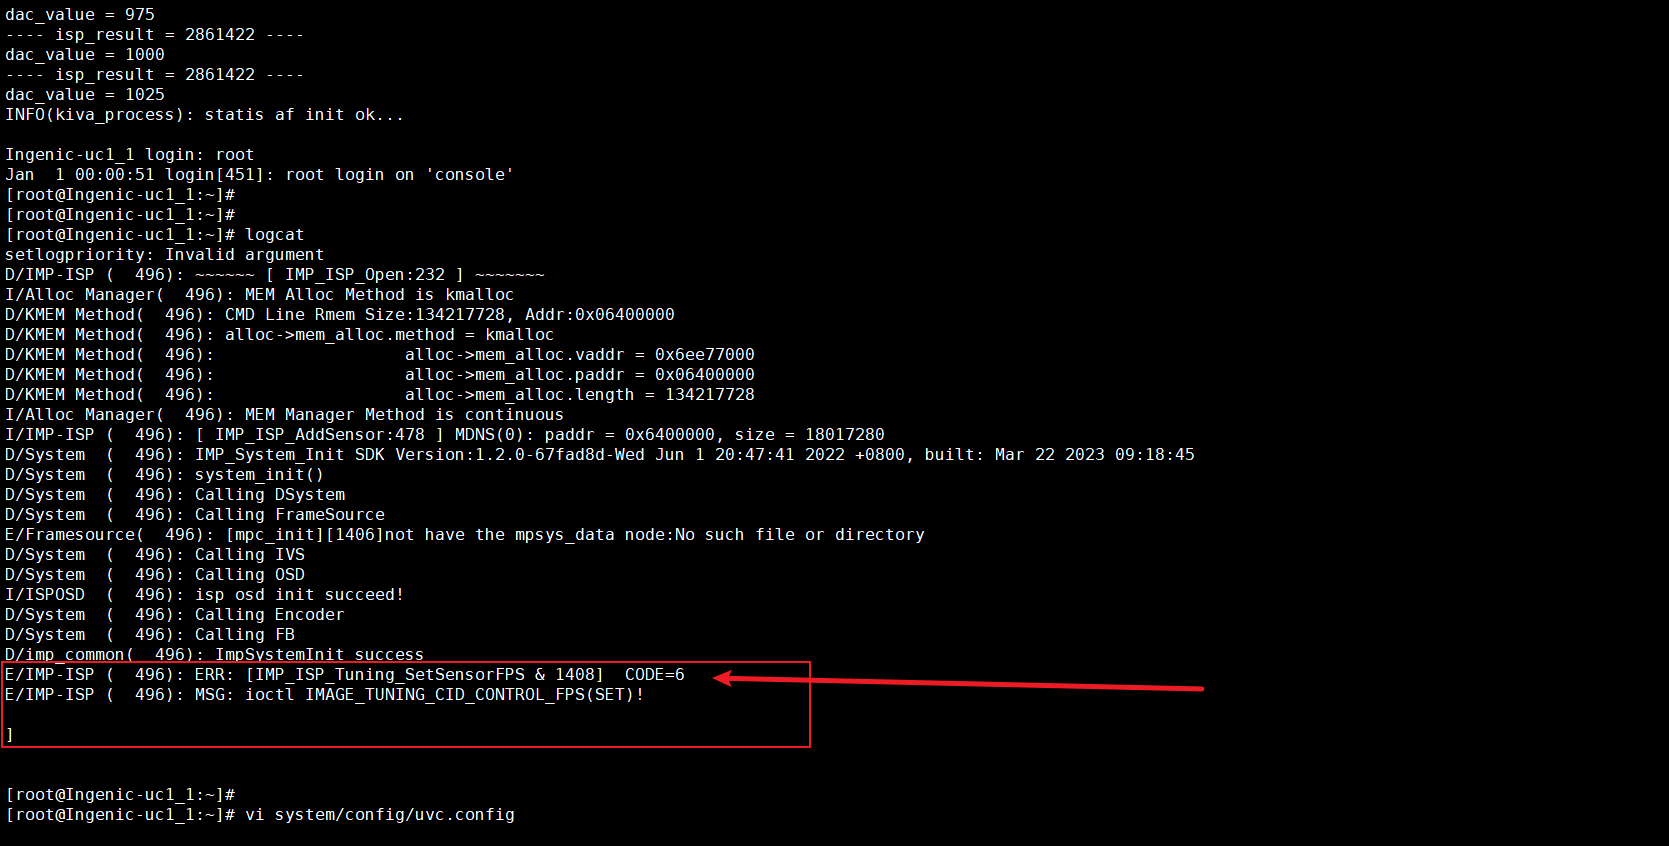 dac_value = 975
---- isp_result = 2861422 ----
dac_value = 1000
---- isp_result = 2861422 ----
dac_value = 1025
INFO(kiva_process): statis af init ok...
Ingenic-uc1_1 login: root
Jan  1 00:00:51 login[451]: root login on 'console'
[root@Ingenic-uc1_1:~]#
[root@Ingenic-uc1_1:~]#
[root@Ingenic-uc1_1:~]# logcat
setlogpriority: Invalid argument
D/IMP-ISP (  496): ~~~~~~ [ IMP_ISP_Open:232 ] ~~~~~~~
I/Alloc Manager(  496): MEM Alloc Method is kmalloc
D/KMEM Method(  496): CMD Line Rmem Size:134217728, Addr:0x06400000
D/KMEM Method(  496): alloc->mem_alloc.method = kmalloc
D/KMEM Method(  496):                   alloc->mem_alloc.vaddr = 0x6ee77000
D/KMEM Method(  496):                   alloc->mem_alloc.paddr = 0x06400000
D/KMEM Method(  496):                   alloc->mem_alloc.length = 134217728
I/Alloc Manager(  496): MEM Manager Method is continuous
I/IMP-ISP (  496): [ IMP_ISP_AddSensor:478 ] MDNS(0): paddr = 0x6400000, size = 18017280
D/System  (  496): IMP_System_Init SDK Version:1.2.0-67fad8d-Wed Jun 1 20:47:41 2022 +0800, built: Mar 22 2023 09:18:45
D/System  (  496): system_init()
D/System  (  496): Calling DSystem
D/System  (  496): Calling FrameSource
E/Framesource(  496): [mpc_init][1406]not have the mpsys_data node:No such file or directory
D/System  (  496): Calling IVS
D/System  (  496): Calling OSD
I/ISPOSD  (  496): isp osd init succeed!
D/System  (  496): Calling Encoder
D/System  (  496): Calling FB
D/imp_common(  496): ImpSystemInit success
E/IMP-ISP (  496): ERR: [IMP_ISP_Tuning_SetSensorFPS & 1408]  CODE=6
E/IMP-ISP (  496): MSG: ioctl IMAGE_TUNING_CID_CONTROL_FPS(SET)!
]
[root@Ingenic-uc1_1:~]#
[root@Ingenic-uc1_1:~]# vi system/config/uvc.config